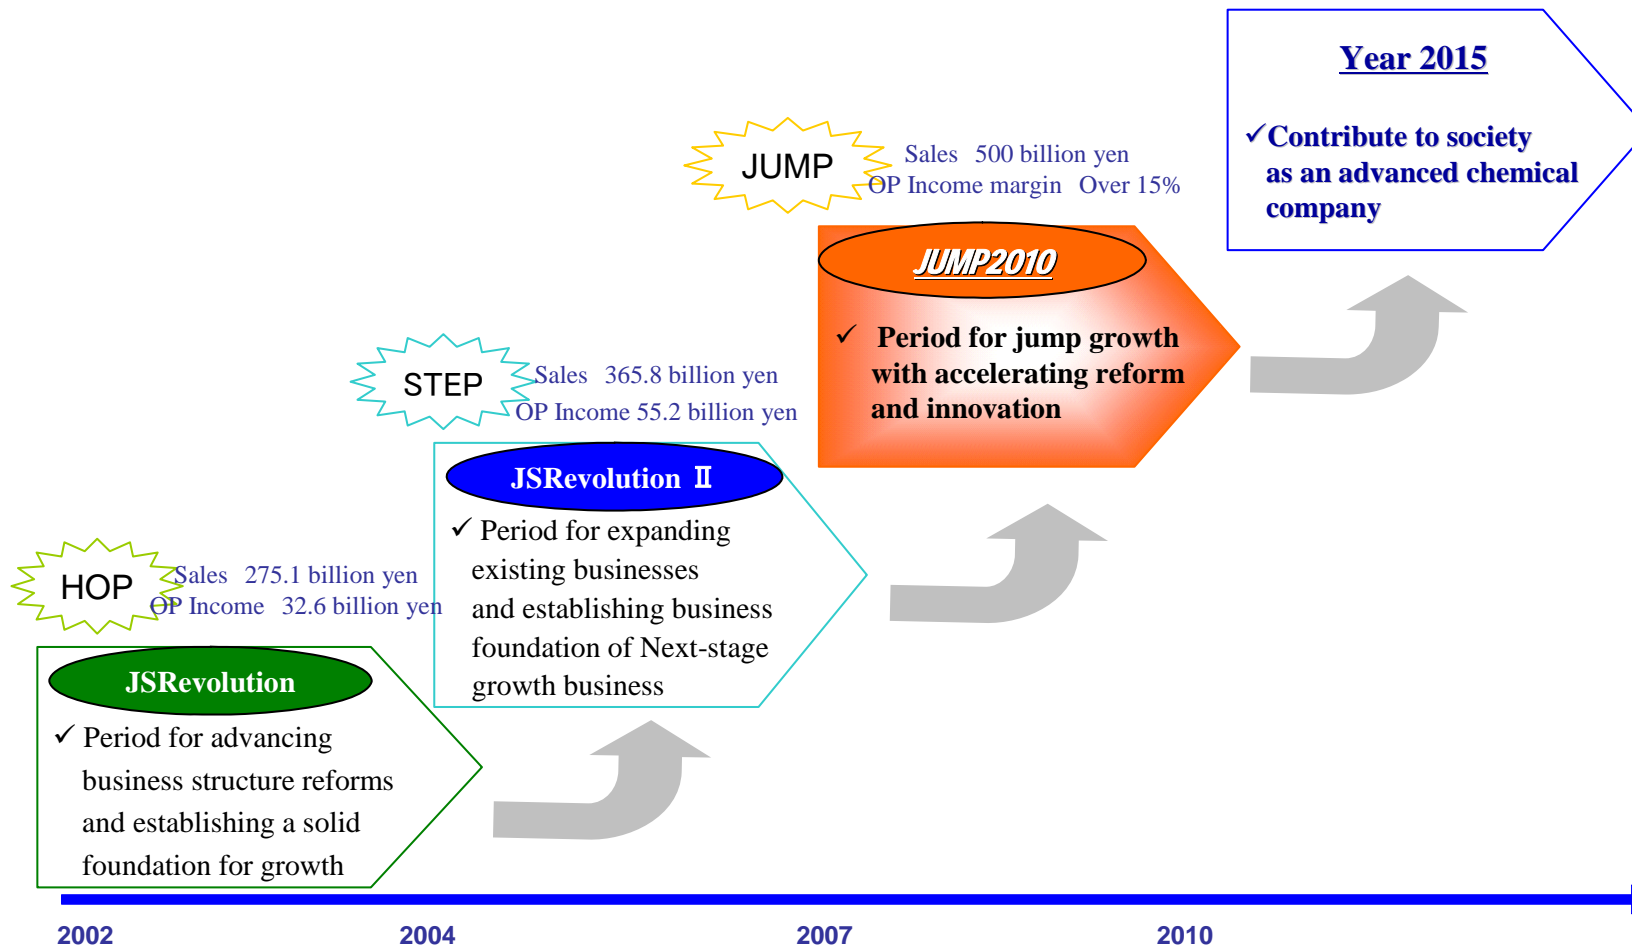 Year 2015
✓Contribute to society
as an advanced chemical
company
JUMP
Sales 500 billion yen
OP Income margin Over 15%
JUMP2010
✓ Period for jump growth
with accelerating reform
and innovation
STEP
Sales 365.8 billion yen
OP Income 55.2 billion yen
JSRevolution Ⅱ
✓ Period for expanding
existing businesses
and establishing business
foundation of Next-stage
growth business
HOP
Sales 275.1 billion yen
OP Income 32.6 billion yen
JSRevolution
✓ Period for advancing
business structure reforms
and establishing a solid
foundation for growth
2002 2004 2007 2010